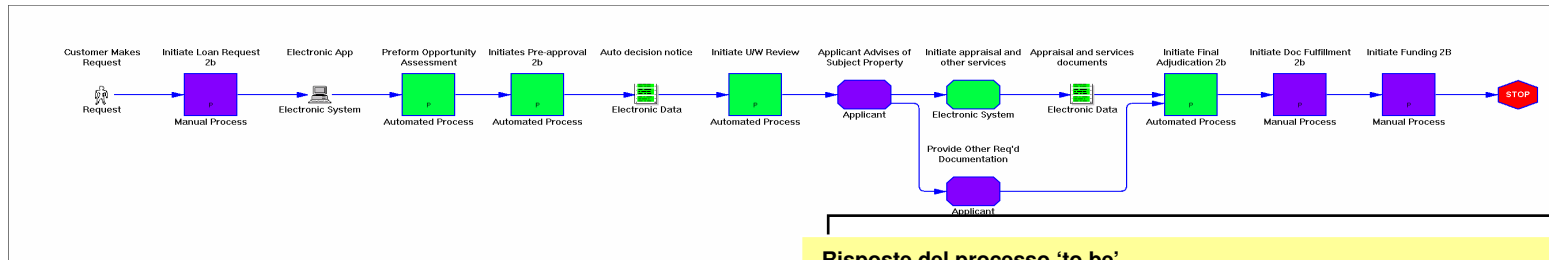 Customer Makes
Request
Request
Initiate Loan Request
2b
P
Manual Process
Electronic App
Electronic System
Preform Opportunity
Assessment
P
Automated Process
Initiates Pre-approval
2b
P
Automated Process
Auto decision notice
Electronic Data
Initiate U/W Review
P
Automated Process
Applicant Advises of
Subject Property
Applicant
Initiate appraisal and
other services
Electronic System
Appraisal and services
documents
Electronic Data
Initiate Final
Adjudication 2b
P
Automated Process
Initiate Doc Fulfillment
2b
P
Manual Process
Initiate Funding 2B
P
Manual Process
STOP
Provide Other Req'd
Documentation
Applicant
Risposte del processo ‘to be’